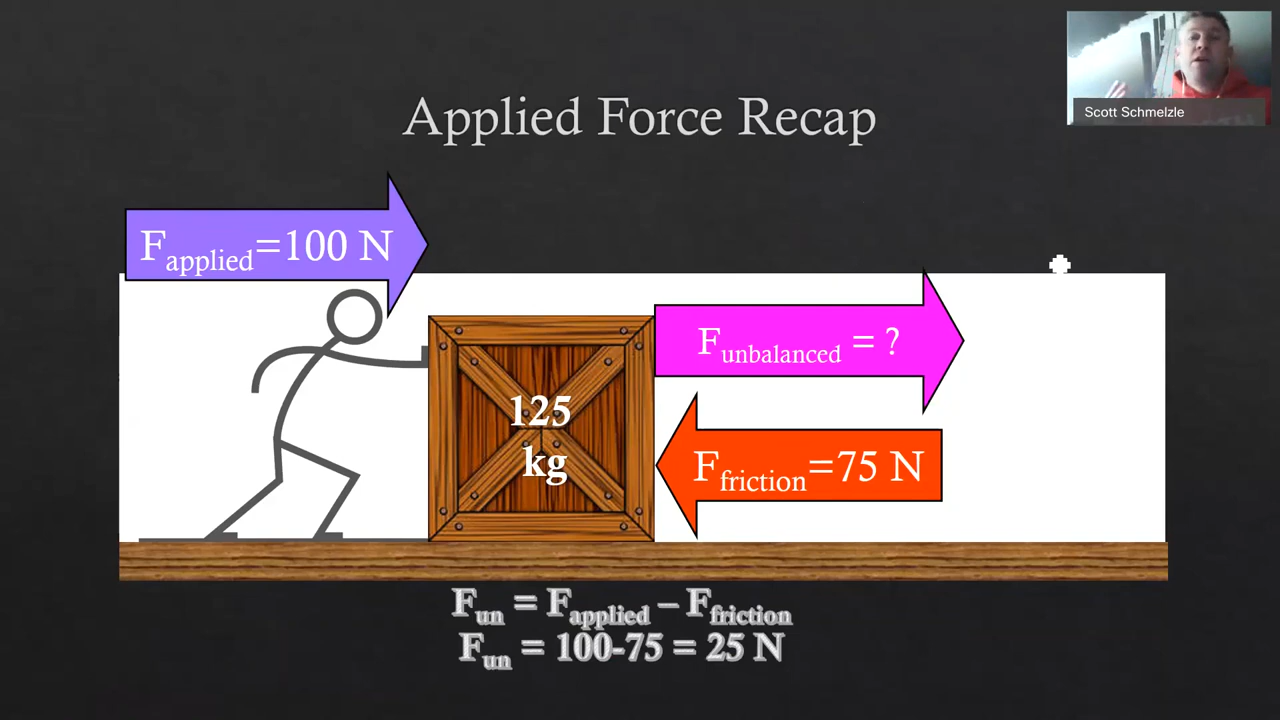 Scott Schmelzle
Applied Force Recap
Fapplied=100 N
Funbalanced = ?
125
kg
Ffriction=75 N
Fun = Fapplied – Ffriction
Fun = 100-75 = 25 N